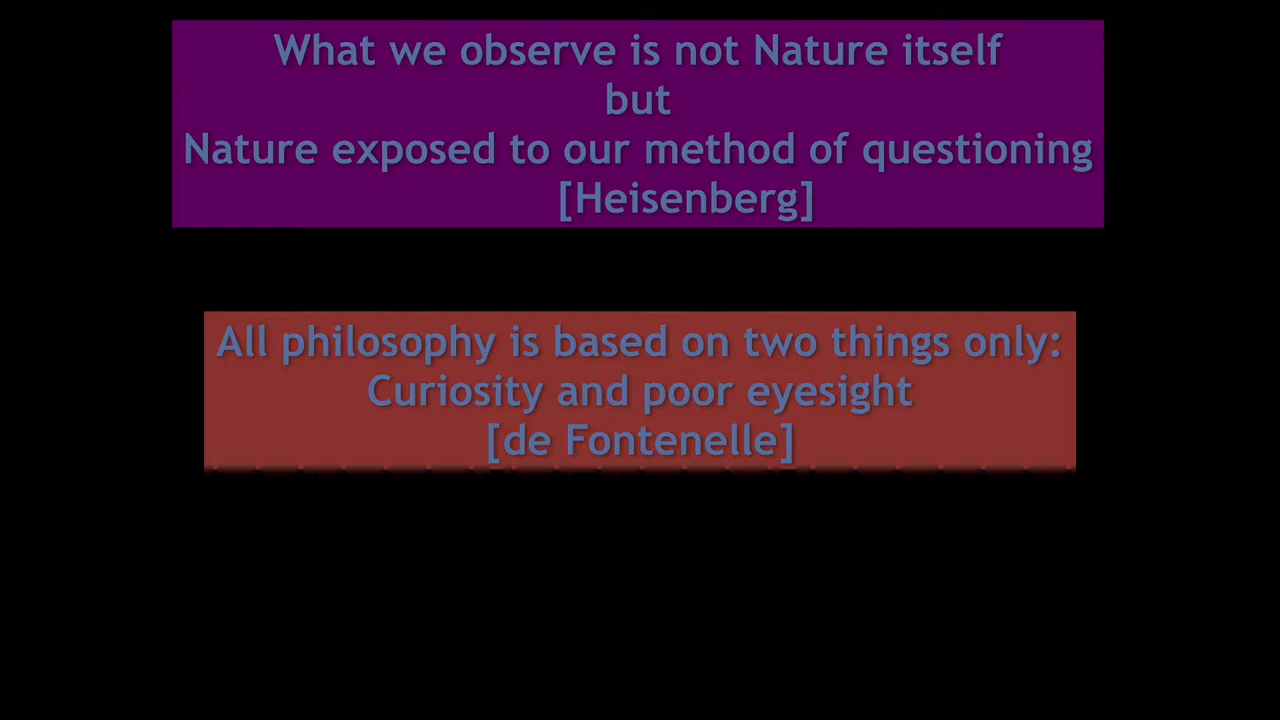 What we observe is not Nature itself
but
Nature exposed to our method of questioning
[Heisenberg]
All philosophy is based on two things only:
Curiosity and poor eyesight
[de Fontenelle]